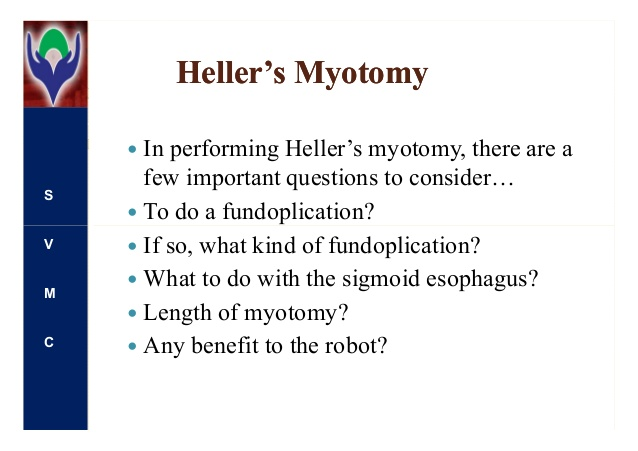 Heller’s Myotomy
• In performing Heller’s myotomy, there are a
few important questions to consider…
• To do a fundoplication?
• If so, what kind of fundoplication?
• What to do with the sigmoid esophagus?
• Length of myotomy?
• Any benefit to the robot?
S
V
M
C